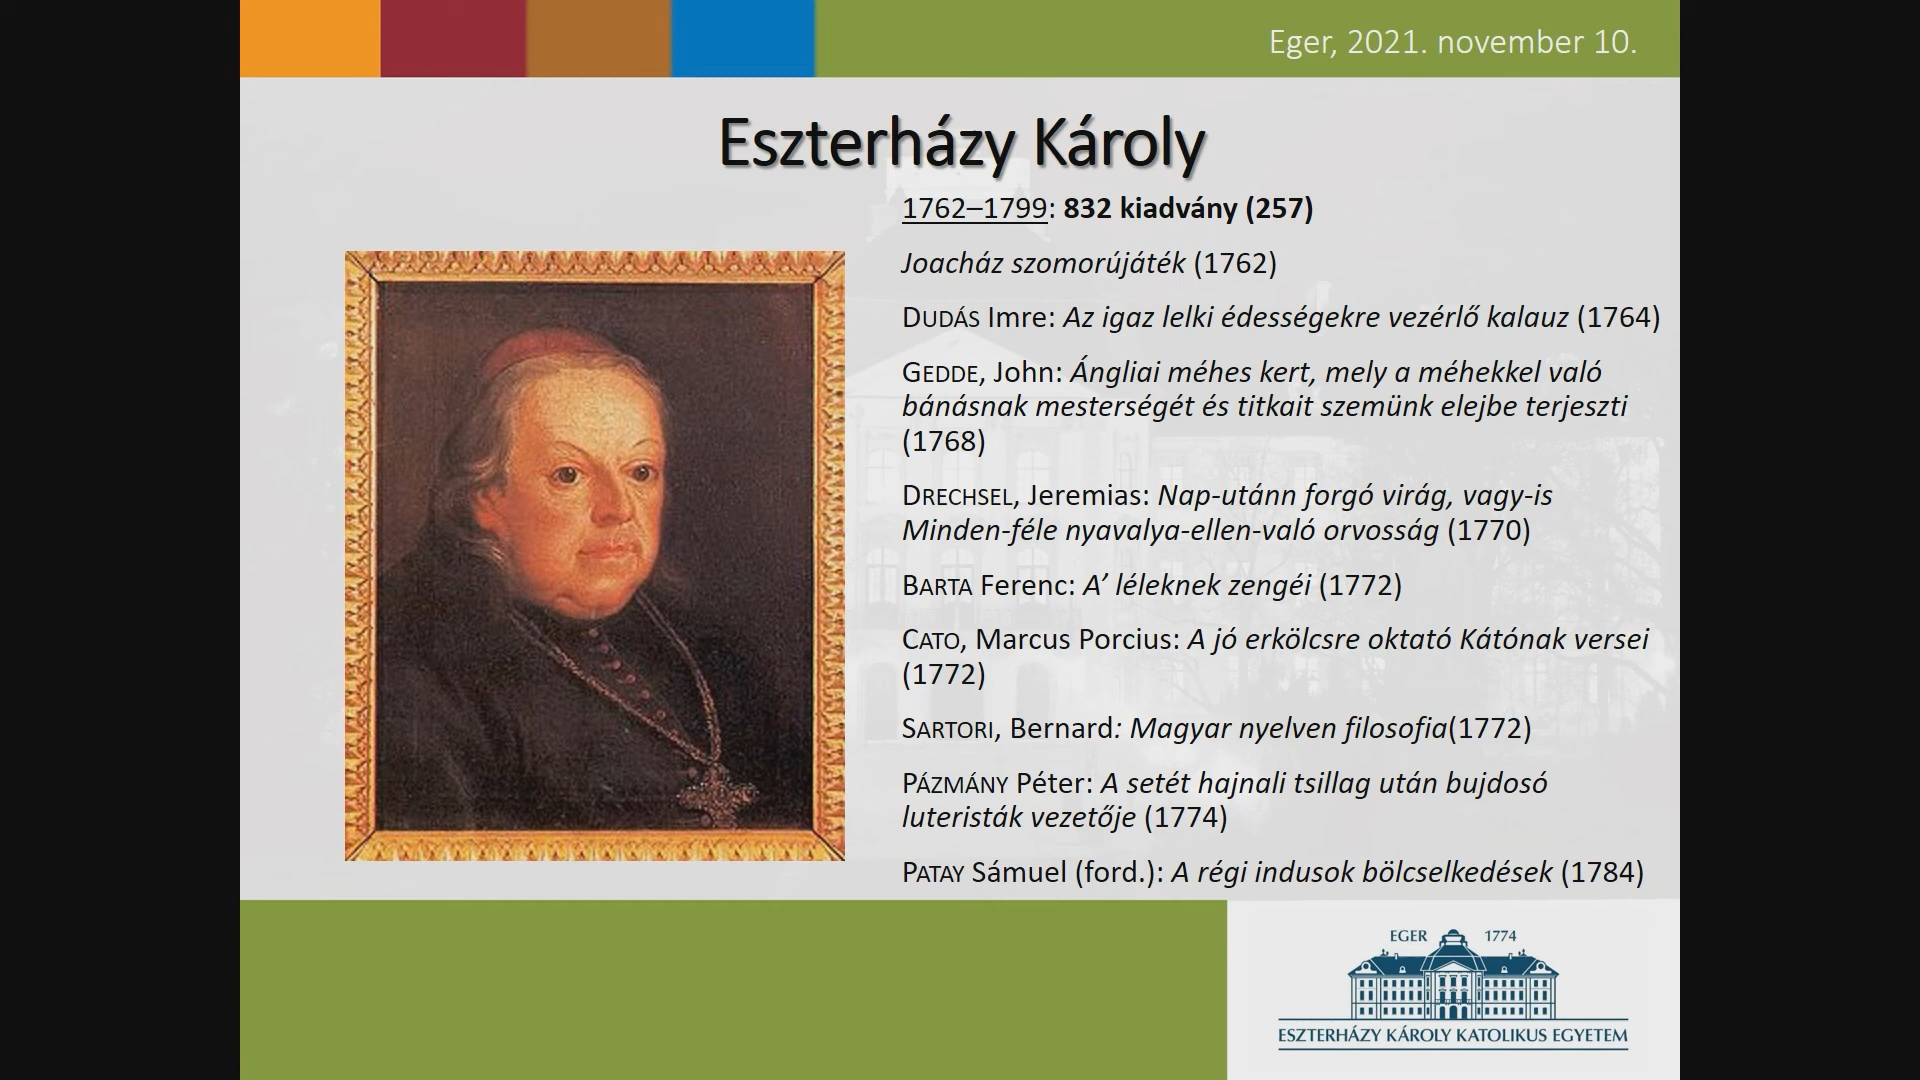 Eger, 2021. november 10.
Eszterházy Károly
1762–1799: 832 kiadvány (257)
Joacház szomorújáték (1762)
DUDÁS Imre: Az igaz lelki édességekre vezérlő kalauz (1764)
GEDDE, John: Ángliai méhes kert, mely a méhekkel való
bánásnak mesterségét és titkait szemünk elejbe terjeszti
(1768)
DRECHSEL, Jeremias: Nap-utánn forgó virág, vagy-is
Minden-féle nyavalya-ellen-való orvosság (1770)
BARTA Ferenc: A’ léleknek zengéi (1772)
CATO, Marcus Porcius: A jó erkölcsre oktató Kátónak versei
(1772)
SARTORI, Bernard: Magyar nyelven filosofia(1772)
PÁZMÁNY Péter: A setét hajnali tsillag után bujdosó
luteristák vezetője (1774)
PATAY Sámuel (ford.): A régi indusok bölcselkedések (1784)
EGER 1774
ESZTERHÁZY KÁROLY KATOLIKUS EGYETEM